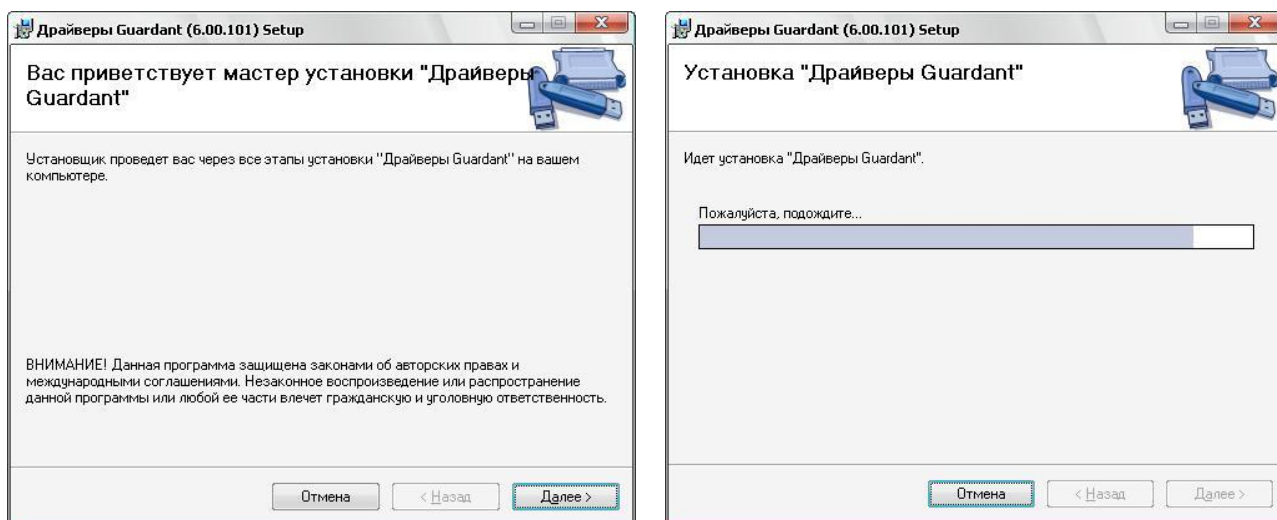 Драйверы Guardant (6.00.101) Setup
Вас приветствует мастер установки "Драйверы
Guardant"
Установщик проведет вас через все этапы установки "Драйверы Guardant" на вашем
компьютере.
ВНИМАНИЕ! Данная программа защищена законами об авторских правах и
международными соглашениями. Незаконное воспроизведение или распространение
данной программы или любой ее части влечет гражданскую и уголовную ответственность.
Отмена
< Назад
Далее >
Драйверы Guardant (6.00.101) Setup
Установка "Драйверы Guardant"
Идет установка "Драйверы Guardant".
Пожалуйста, подождите...
Отмена
< Назад
Далее >